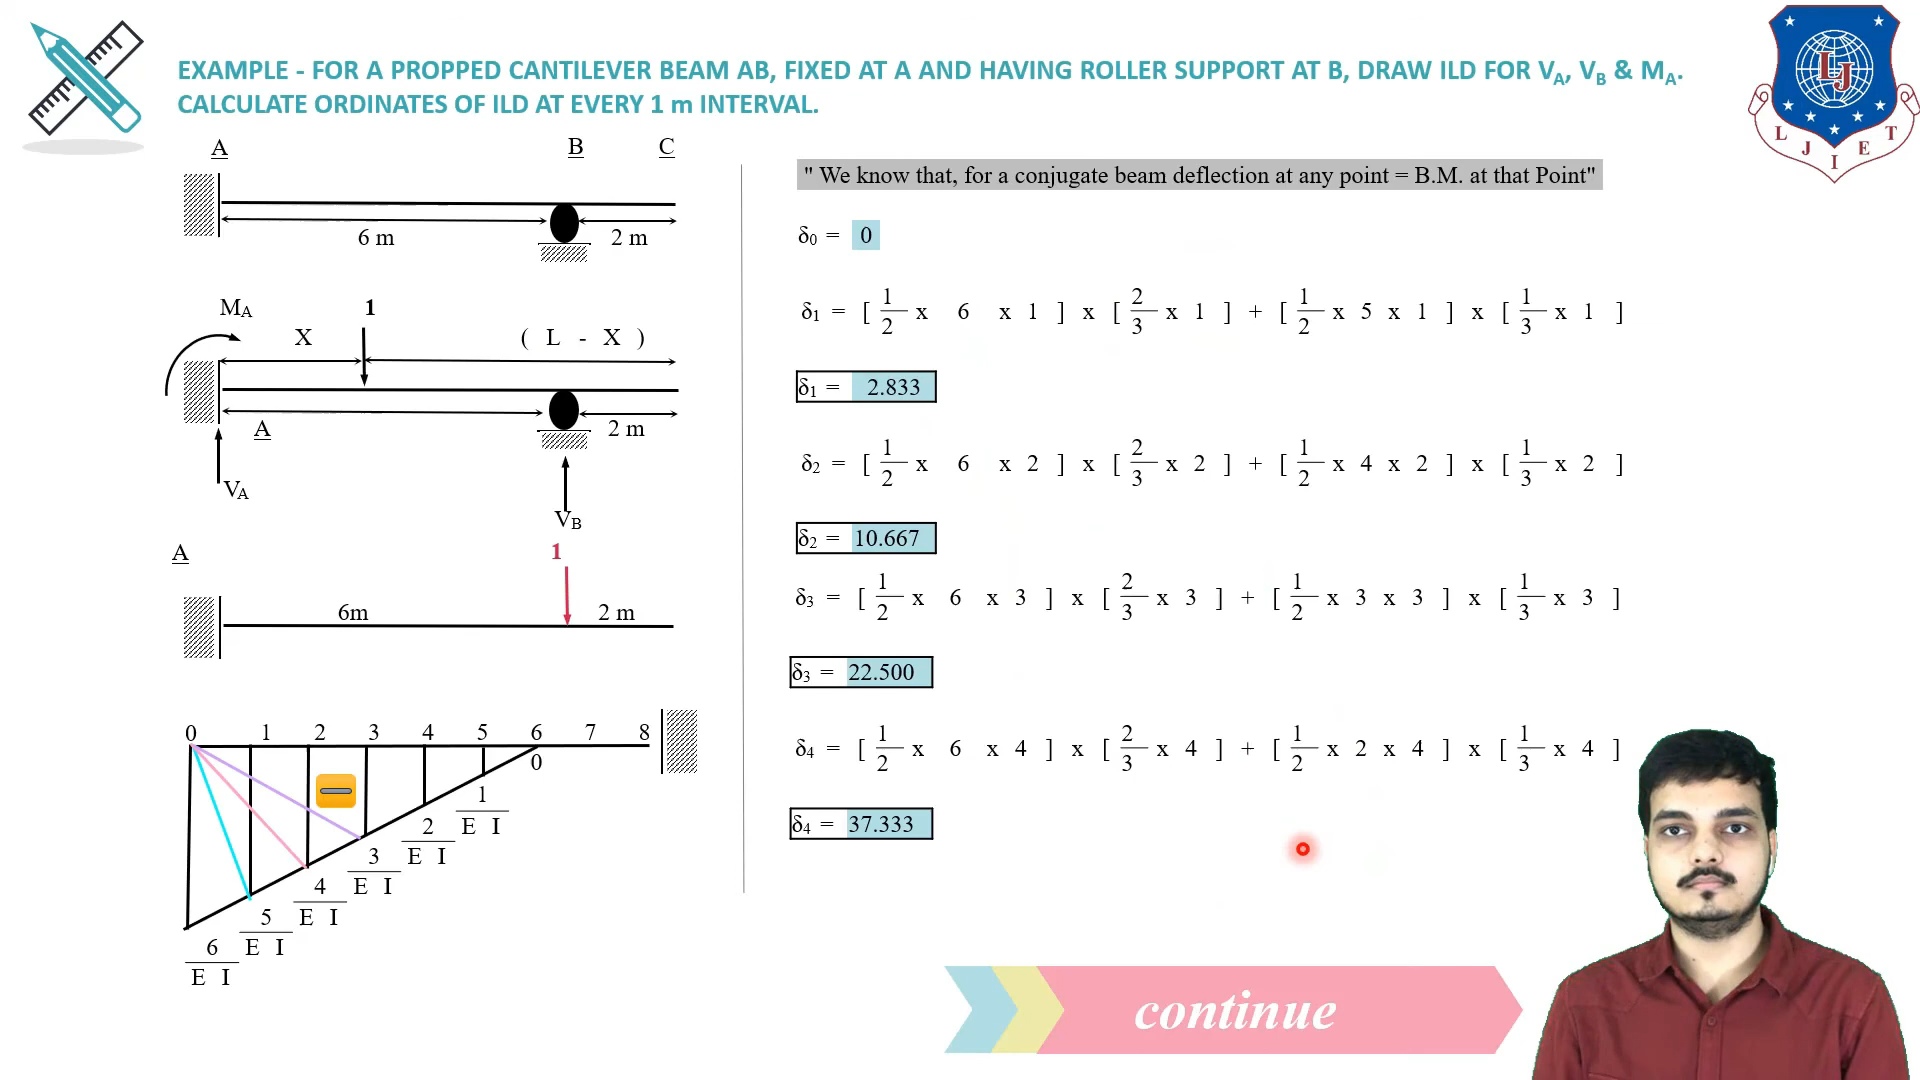 EXAMPLE - FOR A PROPPED CANTILEVER BEAM AB, FIXED AT A AND HAVING ROLLER SUPPORT AT B, DRAW ILD FOR VA, VB & MA.
CALCULATE ORDINATES OF ILD AT EVERY 1 m INTERVAL.
L J
L J I E T
A B C
6 m 2 m
MA 1
X ( L - X )
A 2 m
VA
VB
A 1
6m 2 m
0 1 2 3 4 5 6 7 8
0
1
E I
2
E I
3
E I
4
E I
5
E I
6
E I
" We know that, for a conjugate beam deflection at any point = B.M. at that Point"
δ0 = 0
δ1 = [ 1/2 x 6 x 1 ] x [ 2/3 x 1 ] + [ 1/2 x 5 x 1 ] x [ 1/3 x 1 ]
δ1 = 2.833
δ2 = [ 1/2 x 6 x 2 ] x [ 2/3 x 2 ] + [ 1/2 x 4 x 2 ] x [ 1/3 x 2 ]
δ2 = 10.667
δ3 = [ 1/2 x 6 x 3 ] x [ 2/3 x 3 ] + [ 1/2 x 3 x 3 ] x [ 1/3 x 3 ]
δ3 = 22.500
δ4 = [ 1/2 x 6 x 4 ] x [ 2/3 x 4 ] + [ 1/2 x 2 x 4 ] x [ 1/3 x 4 ]
δ4 = 37.333
continue